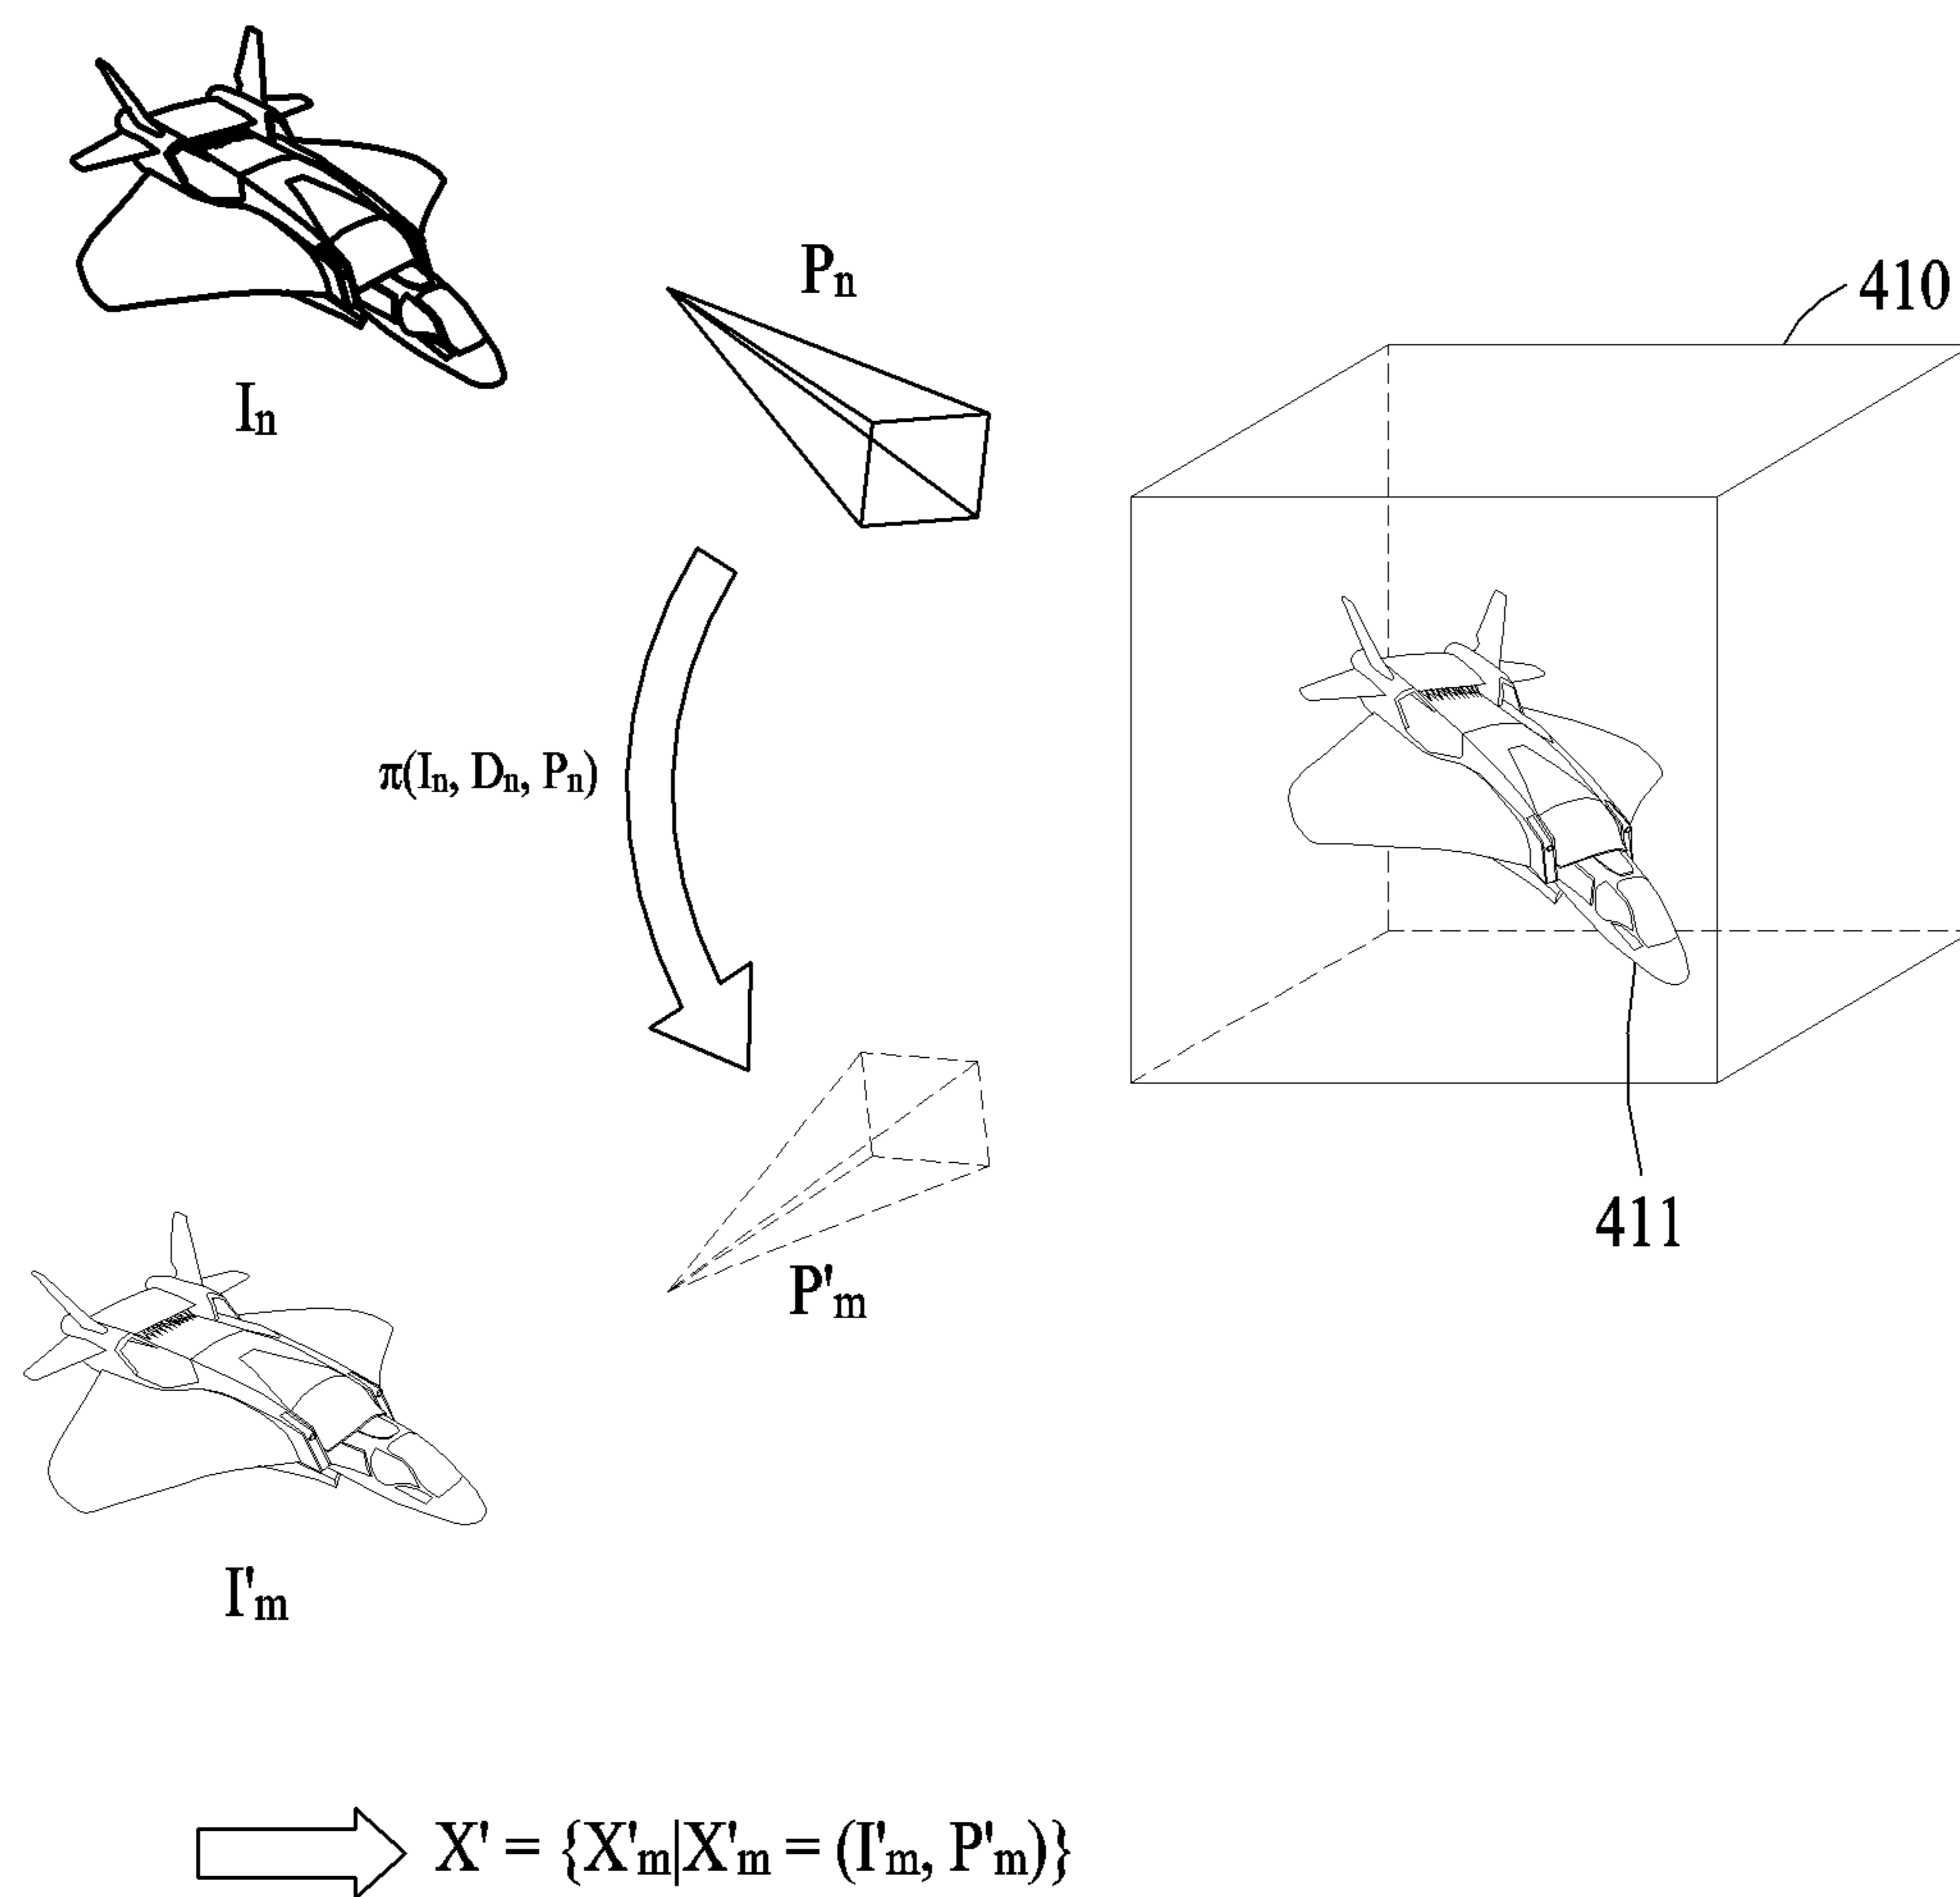 Pn
410
In
π(In, Dn, Pn)
411
P'm
I'm
X' = {X'm|X'm = (I'm, P'm)}